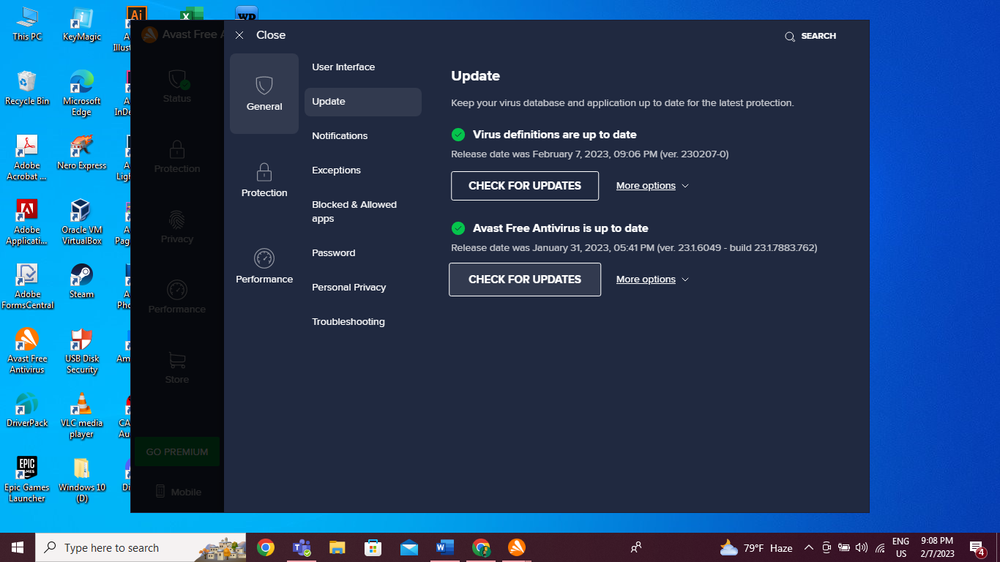 This PC
KeyMagic
Ai
A
Illust
WD
Recycle Bin
Microsoft
Edge
A
InDe
Adobe
Acrobat ...
Nero Express
A
Ligh
Adobe
Applicati...
Oracle VM
VirtualBox
A
Pag
Adobe
FormsCentral
Steam
A
Pho
Avast Free
Antivirus
USB Disk
Security
Am
DriverPack
VLC media
player
CA
Au
EPIC
GAMES
Epic Games
Launcher
Windows 10
(D)
Di
Avast Free A
Status
Protection
Privacy
Performance
Store
GO PREMIUM
Mobile
Close
SEARCH
General
Protection
Performance
User Interface
Update
Notifications
Exceptions
Blocked & Allowed
apps
Password
Personal Privacy
Troubleshooting
Update
Keep your virus database and application up to date for the latest protection.
Virus definitions are up to date
Release date was February 7, 2023, 09:06 PM (ver. 230207-0)
CHECK FOR UPDATES
More options
Avast Free Antivirus is up to date
Release date was January 31, 2023, 05:41 PM (ver. 23.1.6049 - build 23.1.7883.762)
CHECK FOR UPDATES
More options
Type here to search
79°F Haze
ENG
US
9:08 PM
2/7/2023
4